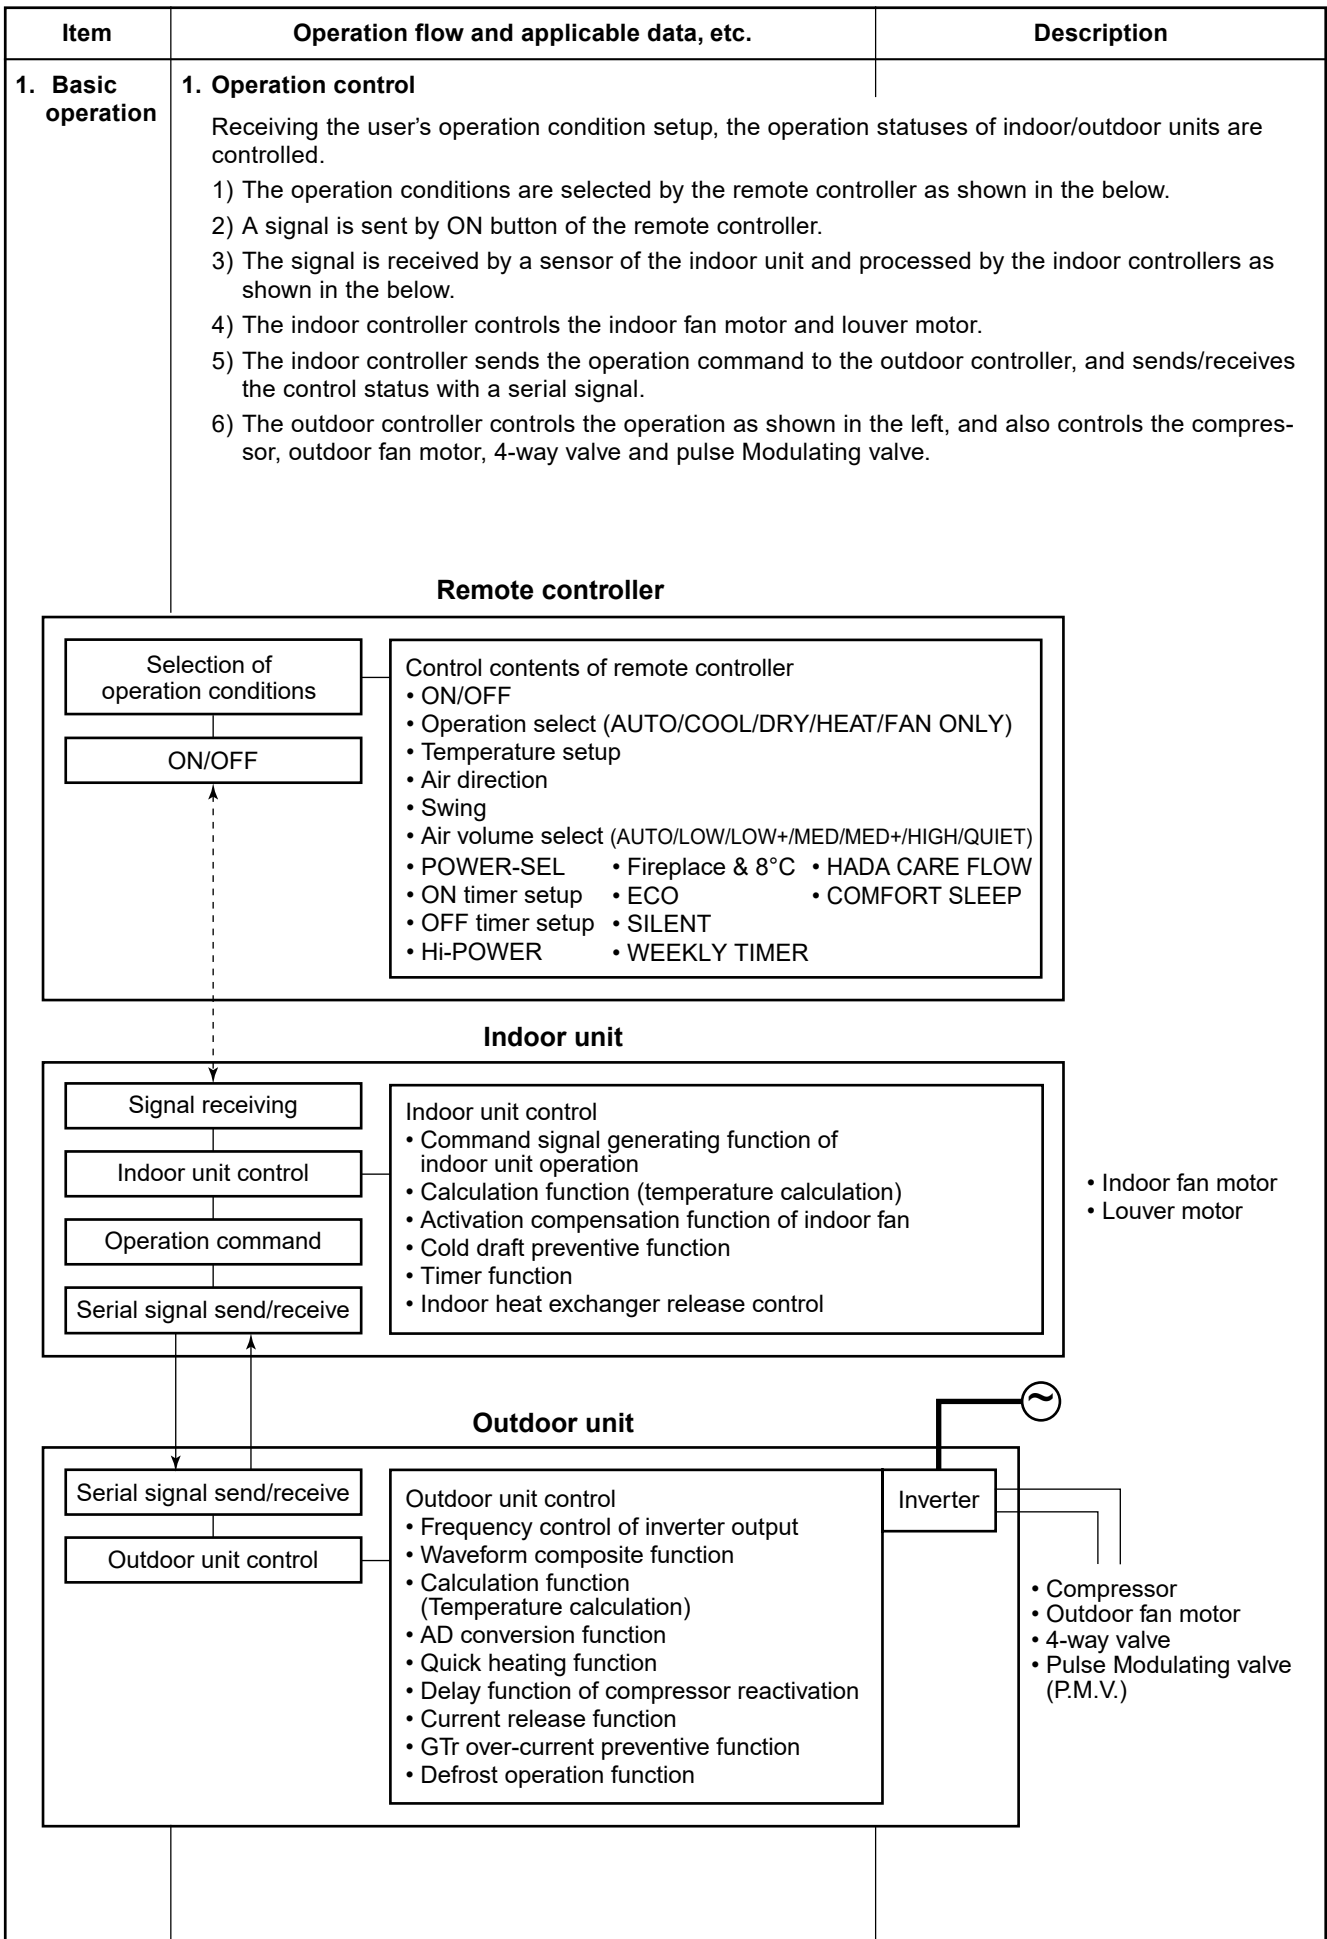 Item Operation flow and applicable data, etc. Description
1. Basic operation
1. Operation control
Receiving the user's operation condition setup, the operation statuses of indoor/outdoor units are
controlled.
1) The operation conditions are selected by the remote controller as shown in the below.
2) A signal is sent by ON button of the remote controller.
3) The signal is received by a sensor of the indoor unit and processed by the indoor controllers as
shown in the below.
4) The indoor controller controls the indoor fan motor and louver motor.
5) The indoor controller sends the operation command to the outdoor controller, and sends/receives
the control status with a serial signal.
6) The outdoor controller controls the operation as shown in the left, and also controls the compres-
sor, outdoor fan motor, 4-way valve and pulse Modulating valve.
Remote controller
Selection of
operation conditions
ON/OFF
Control contents of remote controller
• ON/OFF
• Operation select (AUTO/COOL/DRY/HEAT/FAN ONLY)
• Temperature setup
• Air direction
• Swing
• Air volume select (AUTO/LOW/LOW+/MED/MED+/HIGH/QUIET)
• POWER-SEL • Fireplace & 8°C • HADA CARE FLOW
• ON timer setup • ECO • COMFORT SLEEP
• OFF timer setup • SILENT
• Hi-POWER • WEEKLY TIMER
Indoor unit
Signal receiving
Indoor unit control
Operation command
Serial signal send/receive
Indoor unit control
• Command signal generating function of
indoor unit operation
• Calculation function (temperature calculation)
• Activation compensation function of indoor fan
• Cold draft preventive function
• Timer function
• Indoor heat exchanger release control
• Indoor fan motor
• Louver motor
~
Outdoor unit
Serial signal send/receive
Outdoor unit control
Outdoor unit control
• Frequency control of inverter output
• Waveform composite function
• Calculation function
(Temperature calculation)
• AD conversion function
• Quick heating function
• Delay function of compressor reactivation
• Current release function
• GTr over-current preventive function
• Defrost operation function
Inverter
• Compressor
• Outdoor fan motor
• 4-way valve
• Pulse Modulating valve
(P.M.V.)